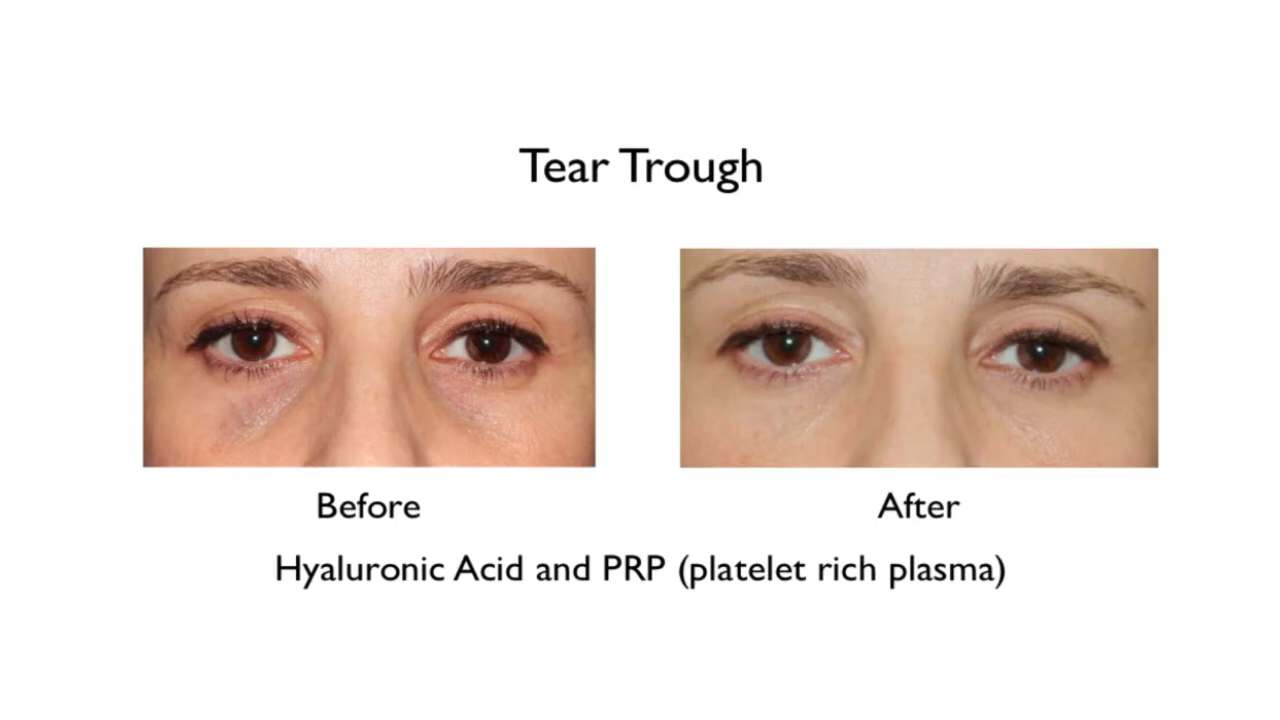 Tear Trough
Before
After
Hyaluronic Acid and PRP (platelet rich plasma)